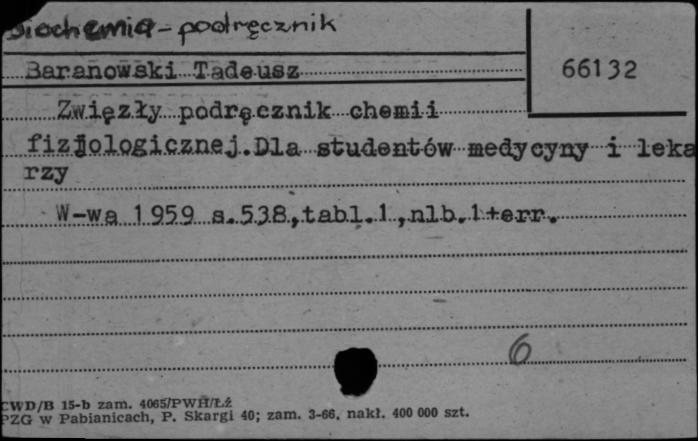 Biochemia - podręcznik
Baranowski Tadeusz
66132
Zwięzły podręcznik chemii
fizjologicznej.Dla studentów medycyny i leka
rzy
W-wa 1959 s.538,tabl.1,nlb.1+err.
6
CWD/B 15-b zam. 4065/PWH/Łź
PZG w Pabianicach, P. Skargi 40; zam. 3-66. nakł. 400 000 szt.